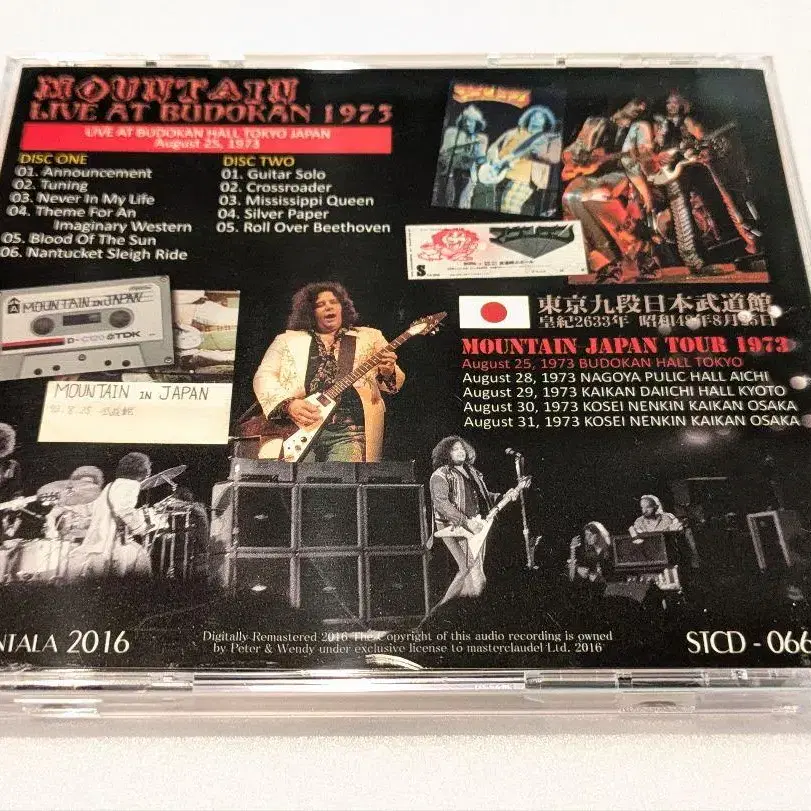 MOUNTAIN
LIVE AT BUDOKAN 1973
LIVE AT BUDOKAN HALL TOKYO JAPAN
August 25, 1973
DISC ONE
01. Announcement
02. Tuning
03. Never In My Life
04. Theme For An
Imaginary Western
05. Blood Of The Sun
06. Nantucket Sleigh Ride
DISC TWO
01. Guitar Solo
02. Crossroader
03. Mississippi Queen
04. Silver Paper
05. Roll Over Beethoven
S
A MOUNTAIN IN JAPAN
D-C90 TDK
MOUNTAIN IN JAPAN
東京九段日本武道館
皇紀2633年 昭和48年8月25日
MOUNTAIN JAPAN TOUR 1973
August 25, 1973 BUDOKAN HALL TOKYO
August 28, 1973 NAGOYA PULIC HALL AICHI
August 29, 1973 KAIKAN DAIICHI HALL KYOTO
August 30, 1973 KOSEI NENKIN KAIKAN OSAKA
August 31, 1973 KOSEI NENKIN KAIKAN OSAKA
NTALA 2016
Digitally Remastered 2016 The Copyright of this audio recording is owned
by Peter & Wendy under exclusive license to masterclaudel Ltd. 2016
STCD - 066